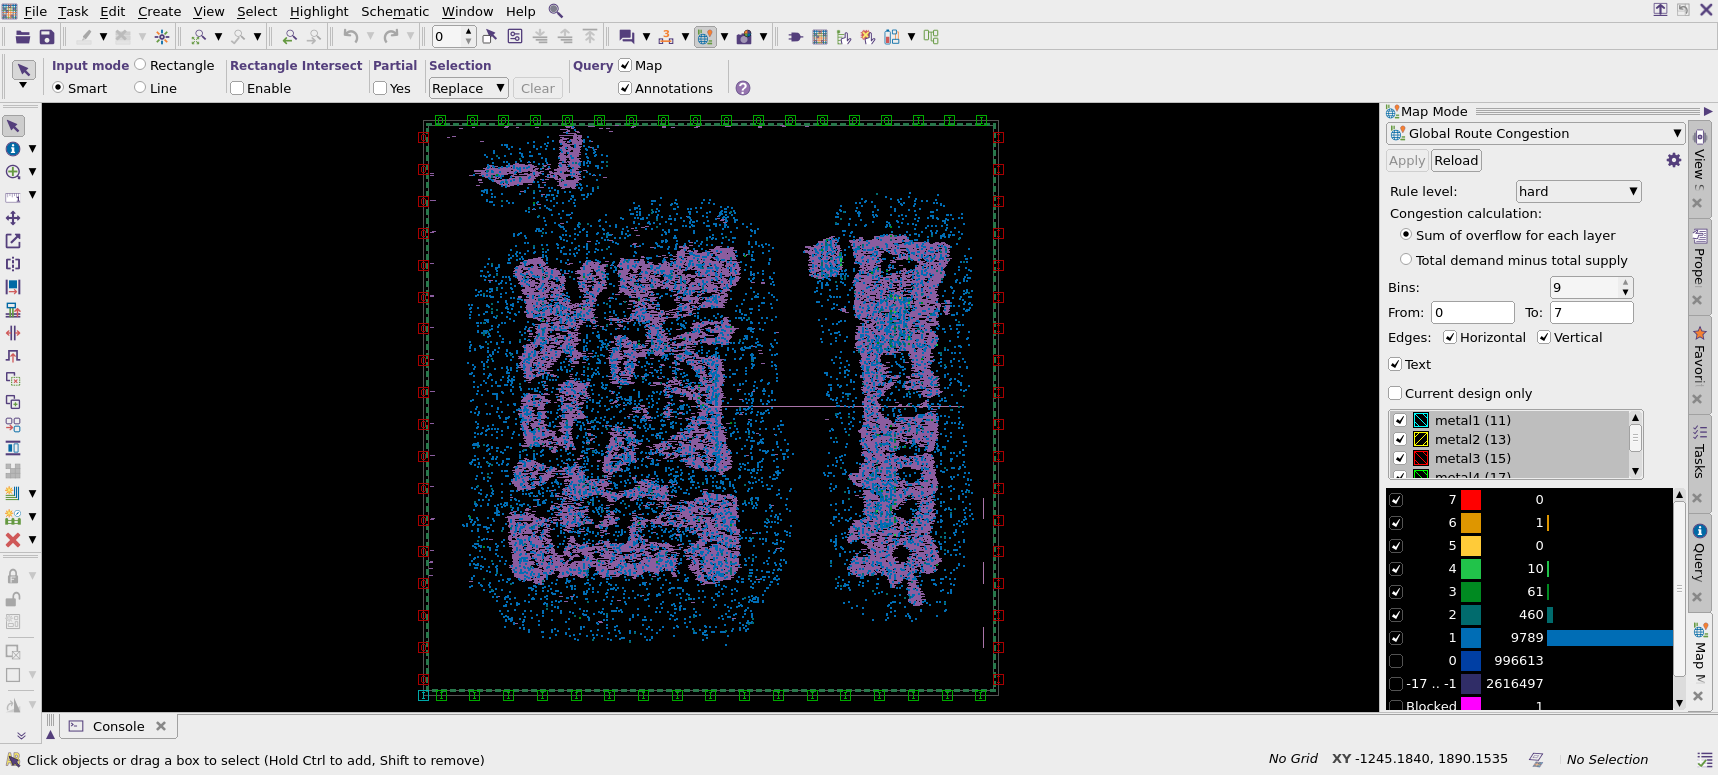 File Task Edit Create View Select Highlight Schematic Window Help
0
Input mode Rectangle Rectangle Intersect Partial Selection Query Map
Smart Line Enable Yes Replace Clear Annotations
Map Mode
Global Route Congestion
Apply Reload
Rule level: hard
Congestion calculation:
Sum of overflow for each layer
Total demand minus total supply
Bins: 9
From: 0 To: 7
Edges: Horizontal Vertical
Text
Current design only
metal1 (11)
metal2 (13)
metal3 (15)
metal4 (17)
7 0
6 1
5 0
4 10
3 61
2 460
1 9789
0 996613
-17 .. -1 2616497
Blocked 1
View S
Prope
Favori
Tasks
Query
Map M
Console
Click objects or drag a box to select (Hold Ctrl to add, Shift to remove)
No Grid XY -1245.1840, 1890.1535 No Selection